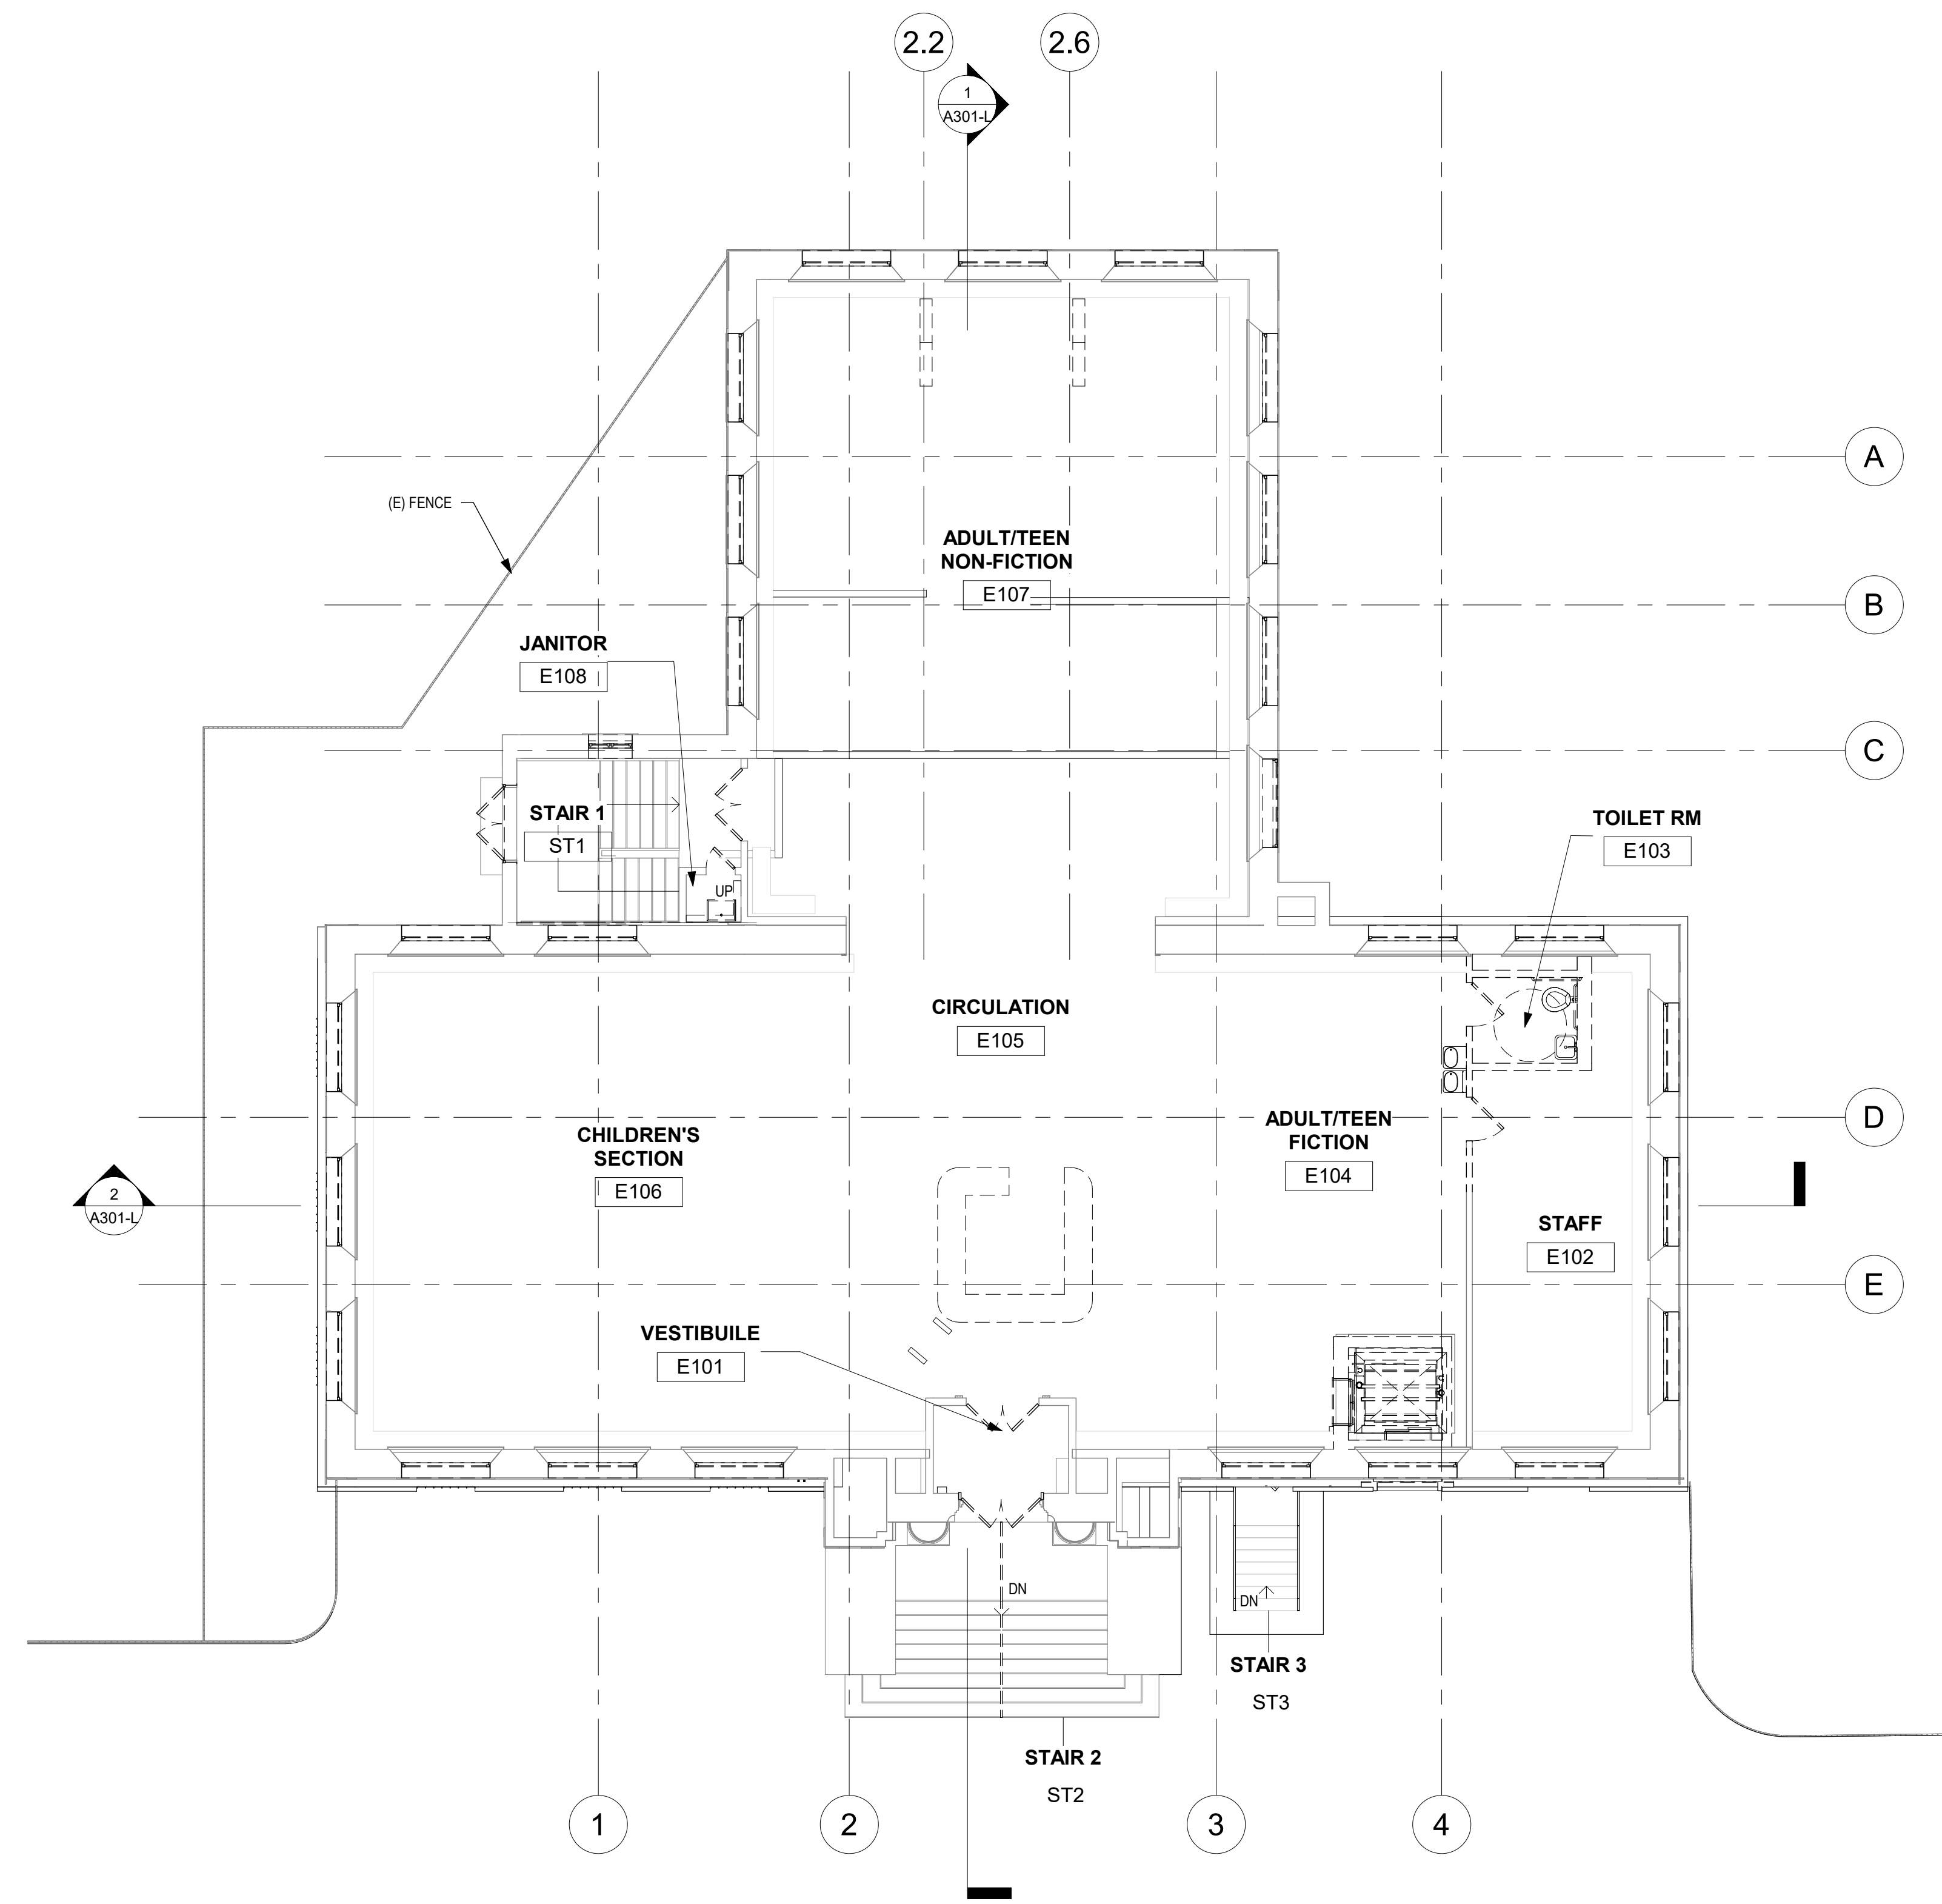 2.2
2.6
1
A301-L
A
(E) FENCE
ADULT/TEEN
NON-FICTION
E107
B
JANITOR
E108
C
STAIR 1
ST1
UP
TOILET RM
E103
CIRCULATION
E105
D
ADULT/TEEN
FICTION
E104
CHILDREN'S
SECTION
E106
2
A301-L
STAFF
E102
E
VESTIBUILE
E101
DN
DN
STAIR 3
ST3
STAIR 2
ST2
1
2
3
4